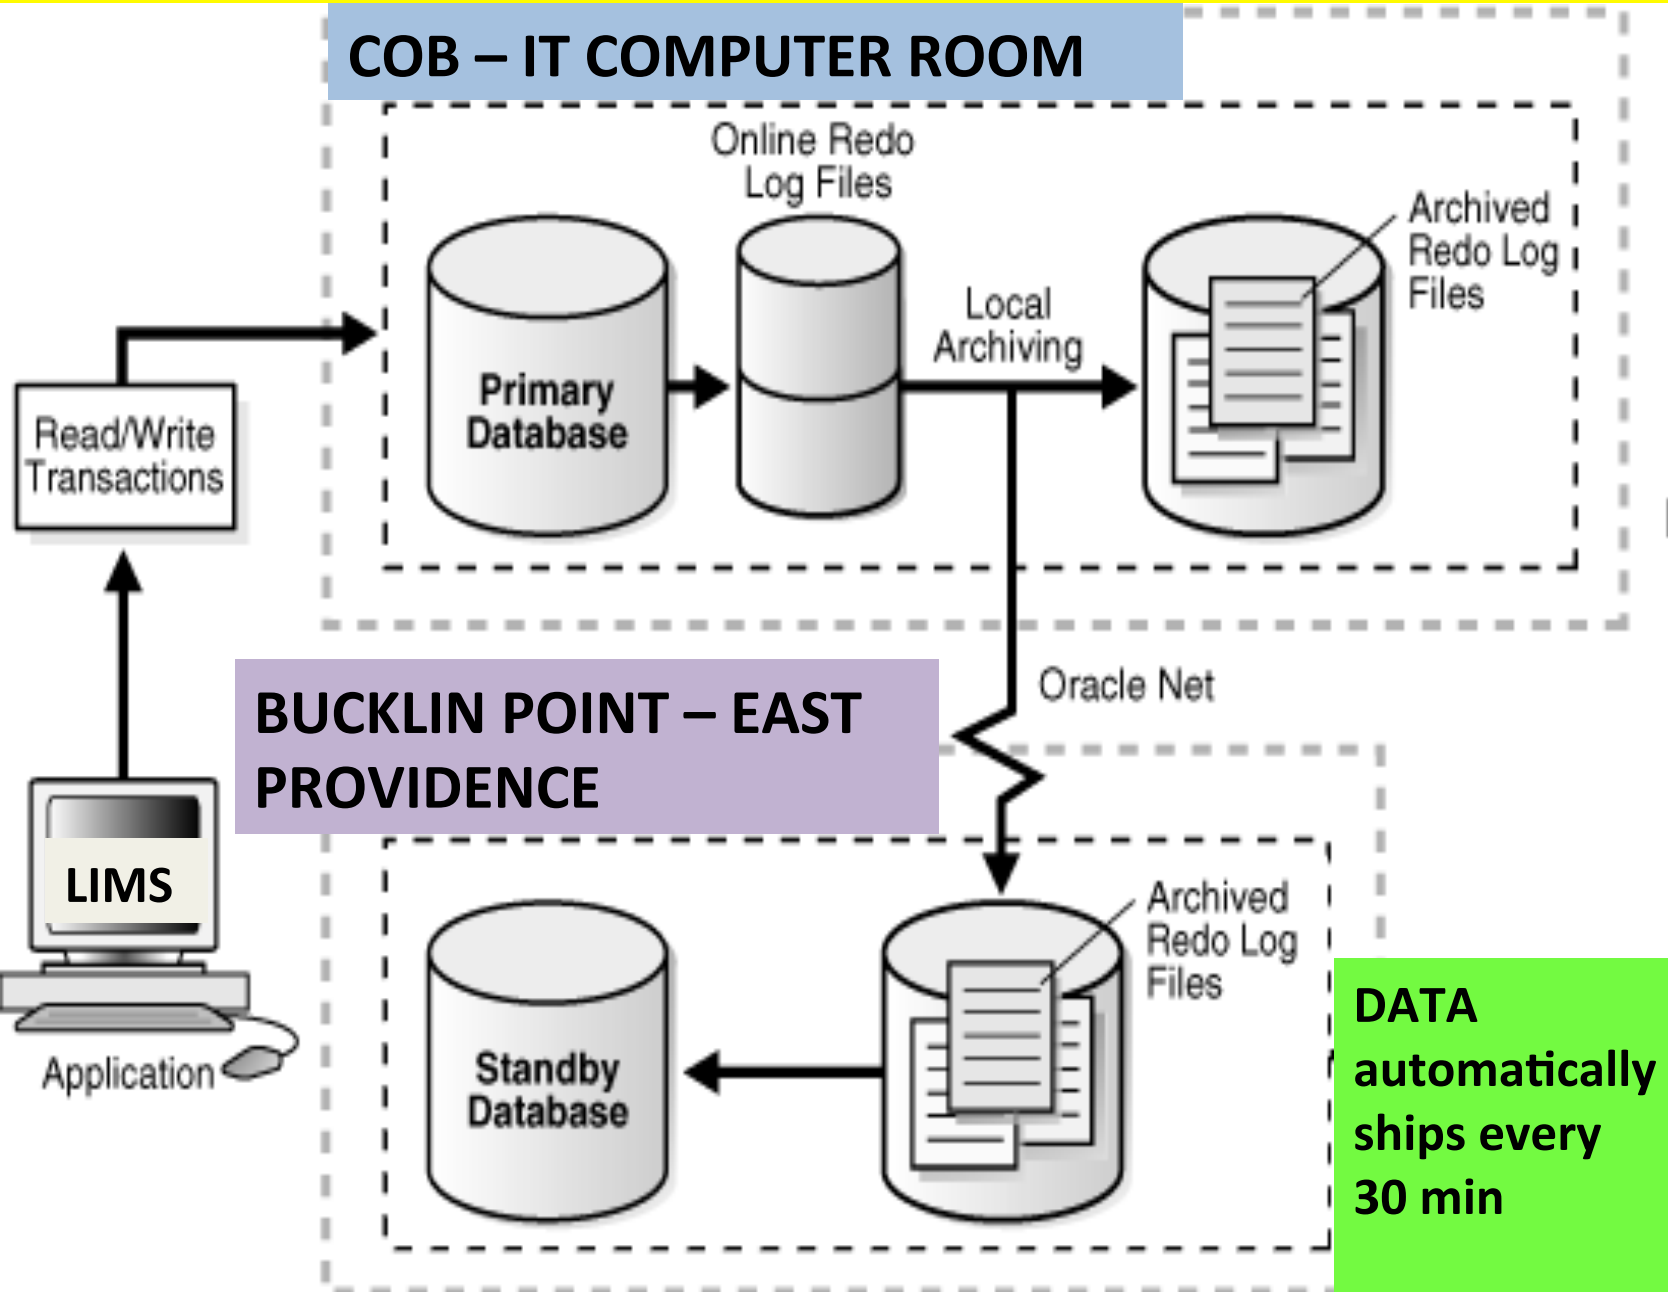 COB – IT COMPUTER ROOM
Online Redo
Log Files
Archived
Redo Log
Files
Local
Archiving
Primary
Database
Read/Write
Transactions
Oracle Net
BUCKLIN POINT – EAST
PROVIDENCE
LIMS
Application
Archived
Redo Log
Files
Standby
Database
DATA
automatically
ships every
30 min